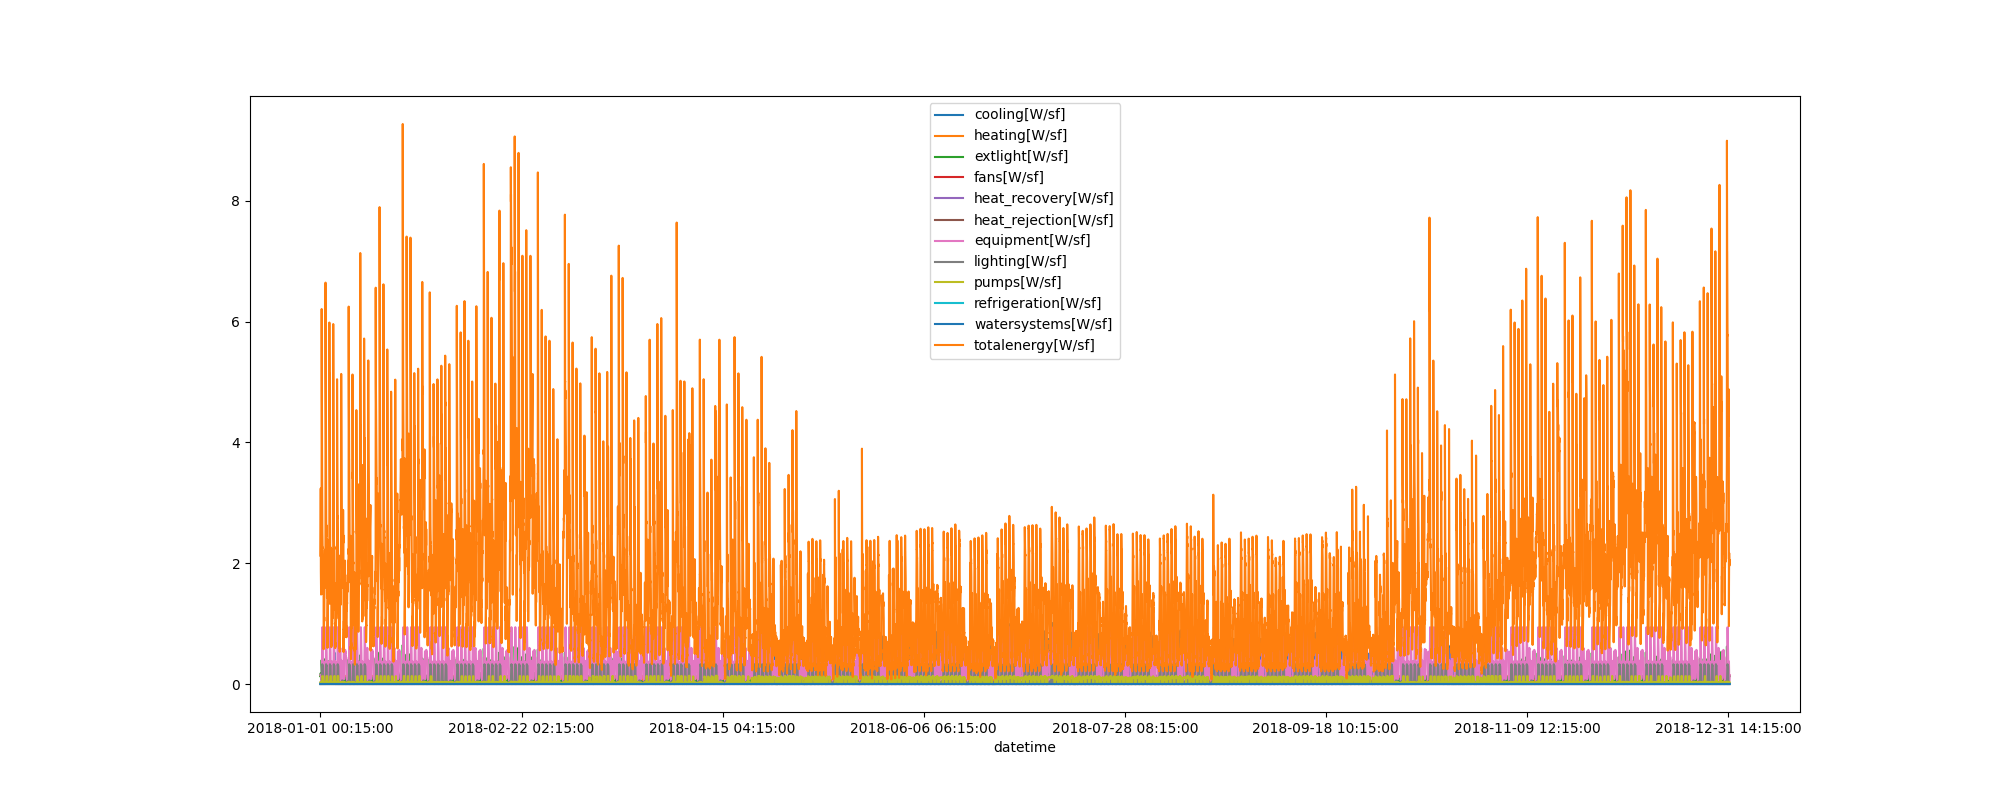 cooling[W/sf]
heating[W/sf]
extlight[W/sf]
fans[W/sf]
heat_recovery[W/sf]
heat_rejection[W/sf]
equipment[W/sf]
lighting[W/sf]
pumps[W/sf]
refrigeration[W/sf]
watersystems[W/sf]
totalenergy[W/sf]
8
6
4
2
0
2018-01-01 00:15:00 2018-02-22 02:15:00 2018-04-15 04:15:00 2018-06-06 06:15:00 2018-07-28 08:15:00 2018-09-18 10:15:00 2018-11-09 12:15:00 2018-12-31 14:15:00
datetime